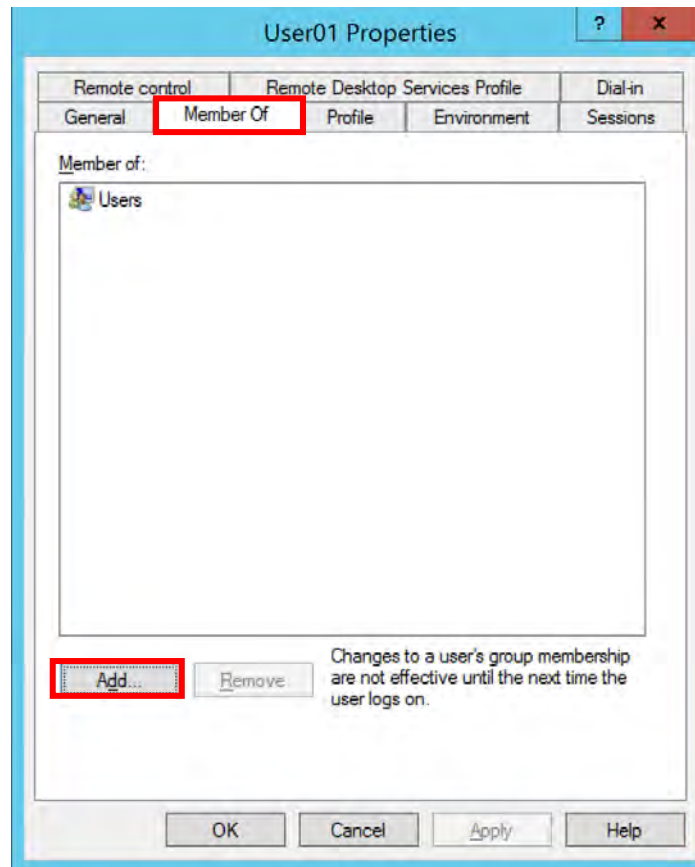 User01 Properties
? x
Remote control Remote Desktop Services Profile Dial-in
General Member Of Profile Environment Sessions
Member of:
Users
Add... Remove
Changes to a user's group membership
are not effective until the next time the
user logs on.
OK Cancel Apply Help